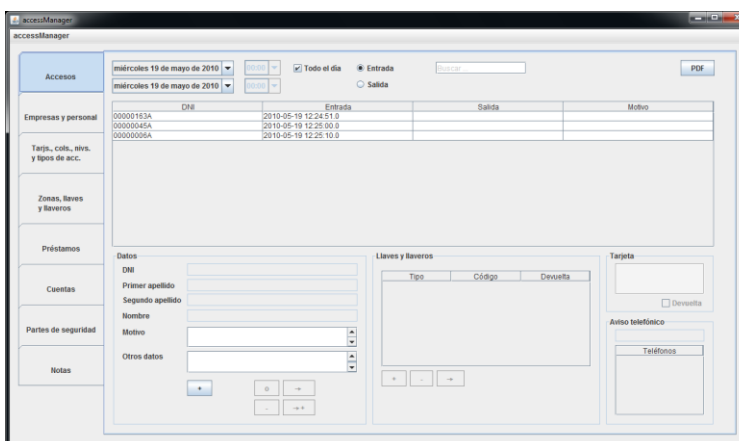 accessManager
accessManager
Accesos
Empresas y personal
Tarjs., cols., nivs.
y tipos de acc.
Zonas, llaves
y llaveros
Préstamos
Cuentas
Partes de seguridad
Notas
miércoles 19 de mayo de 2010 00:00 Todo el día Entrada Buscar... PDF
miércoles 19 de mayo de 2010 00:00 Salida
DNI Entrada Salida Motivo
00000163A 2010-05-19 12:24:51.0
00000045A 2010-05-19 12:25:00.0
00000006A 2010-05-19 12:25:10.0
Datos
DNI
Primer apellido
Segundo apellido
Nombre
Motivo
Otros datos
+ o →
- →+
Llaves y llaveros
Tipo Código Devuelta
+ - →
Tarjeta
Devuelta
Aviso telefónico
Teléfonos